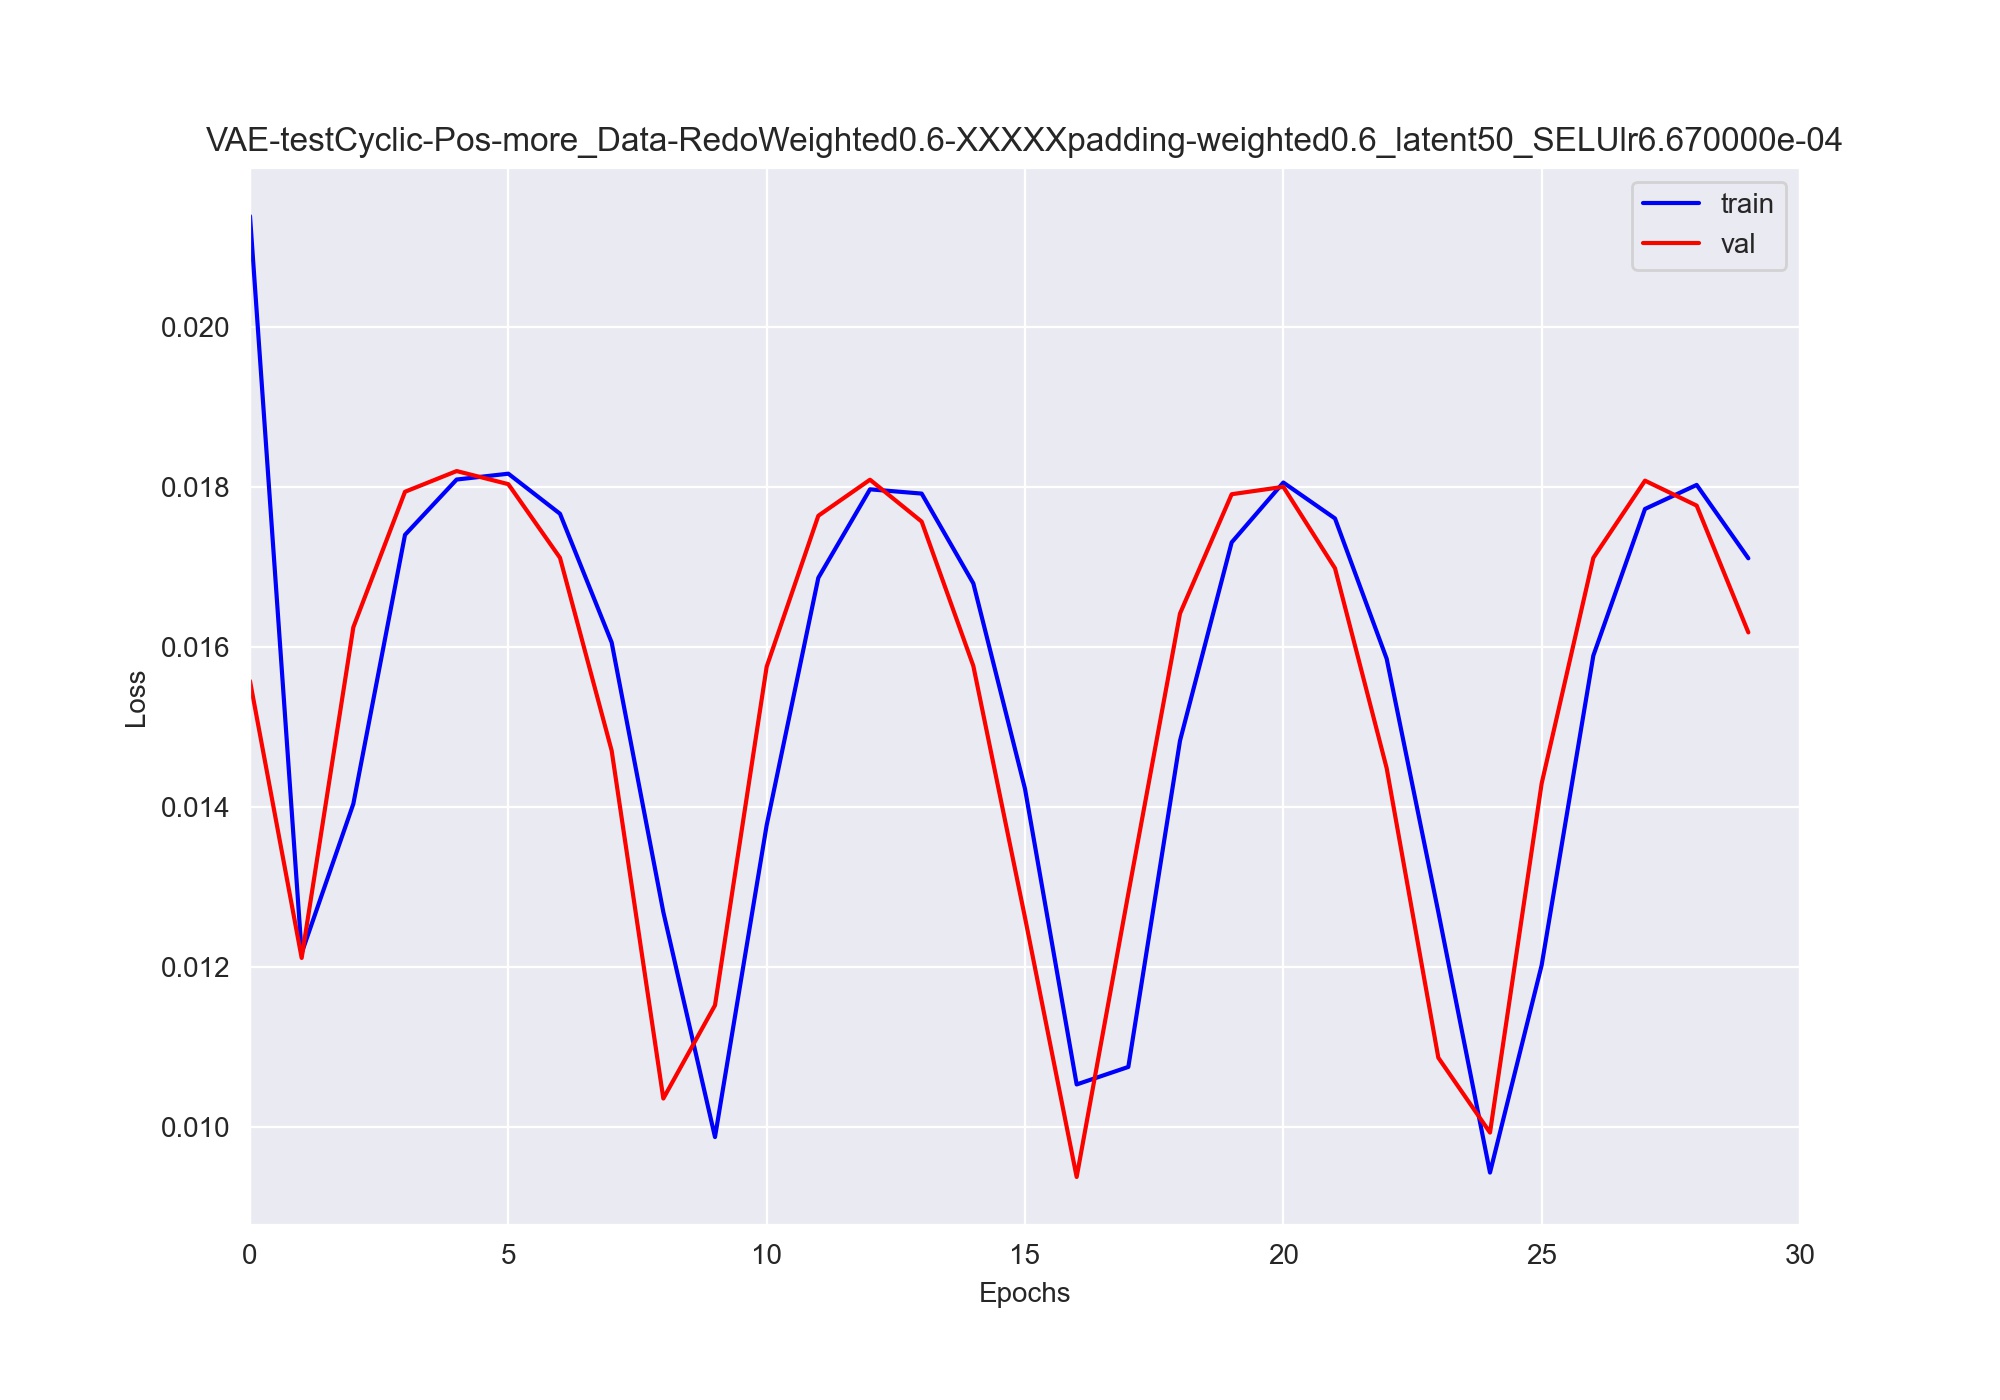 VAE-testCyclic-Pos-more_Data-RedoWeighted0.6-XXXXXpadding-weighted0.6_latent50_SELUlr6.670000e-04
train
val
0.020
0.018
0.016
0.014
0.012
0.010
Loss
0 5 10 15 20 25 30
Epochs